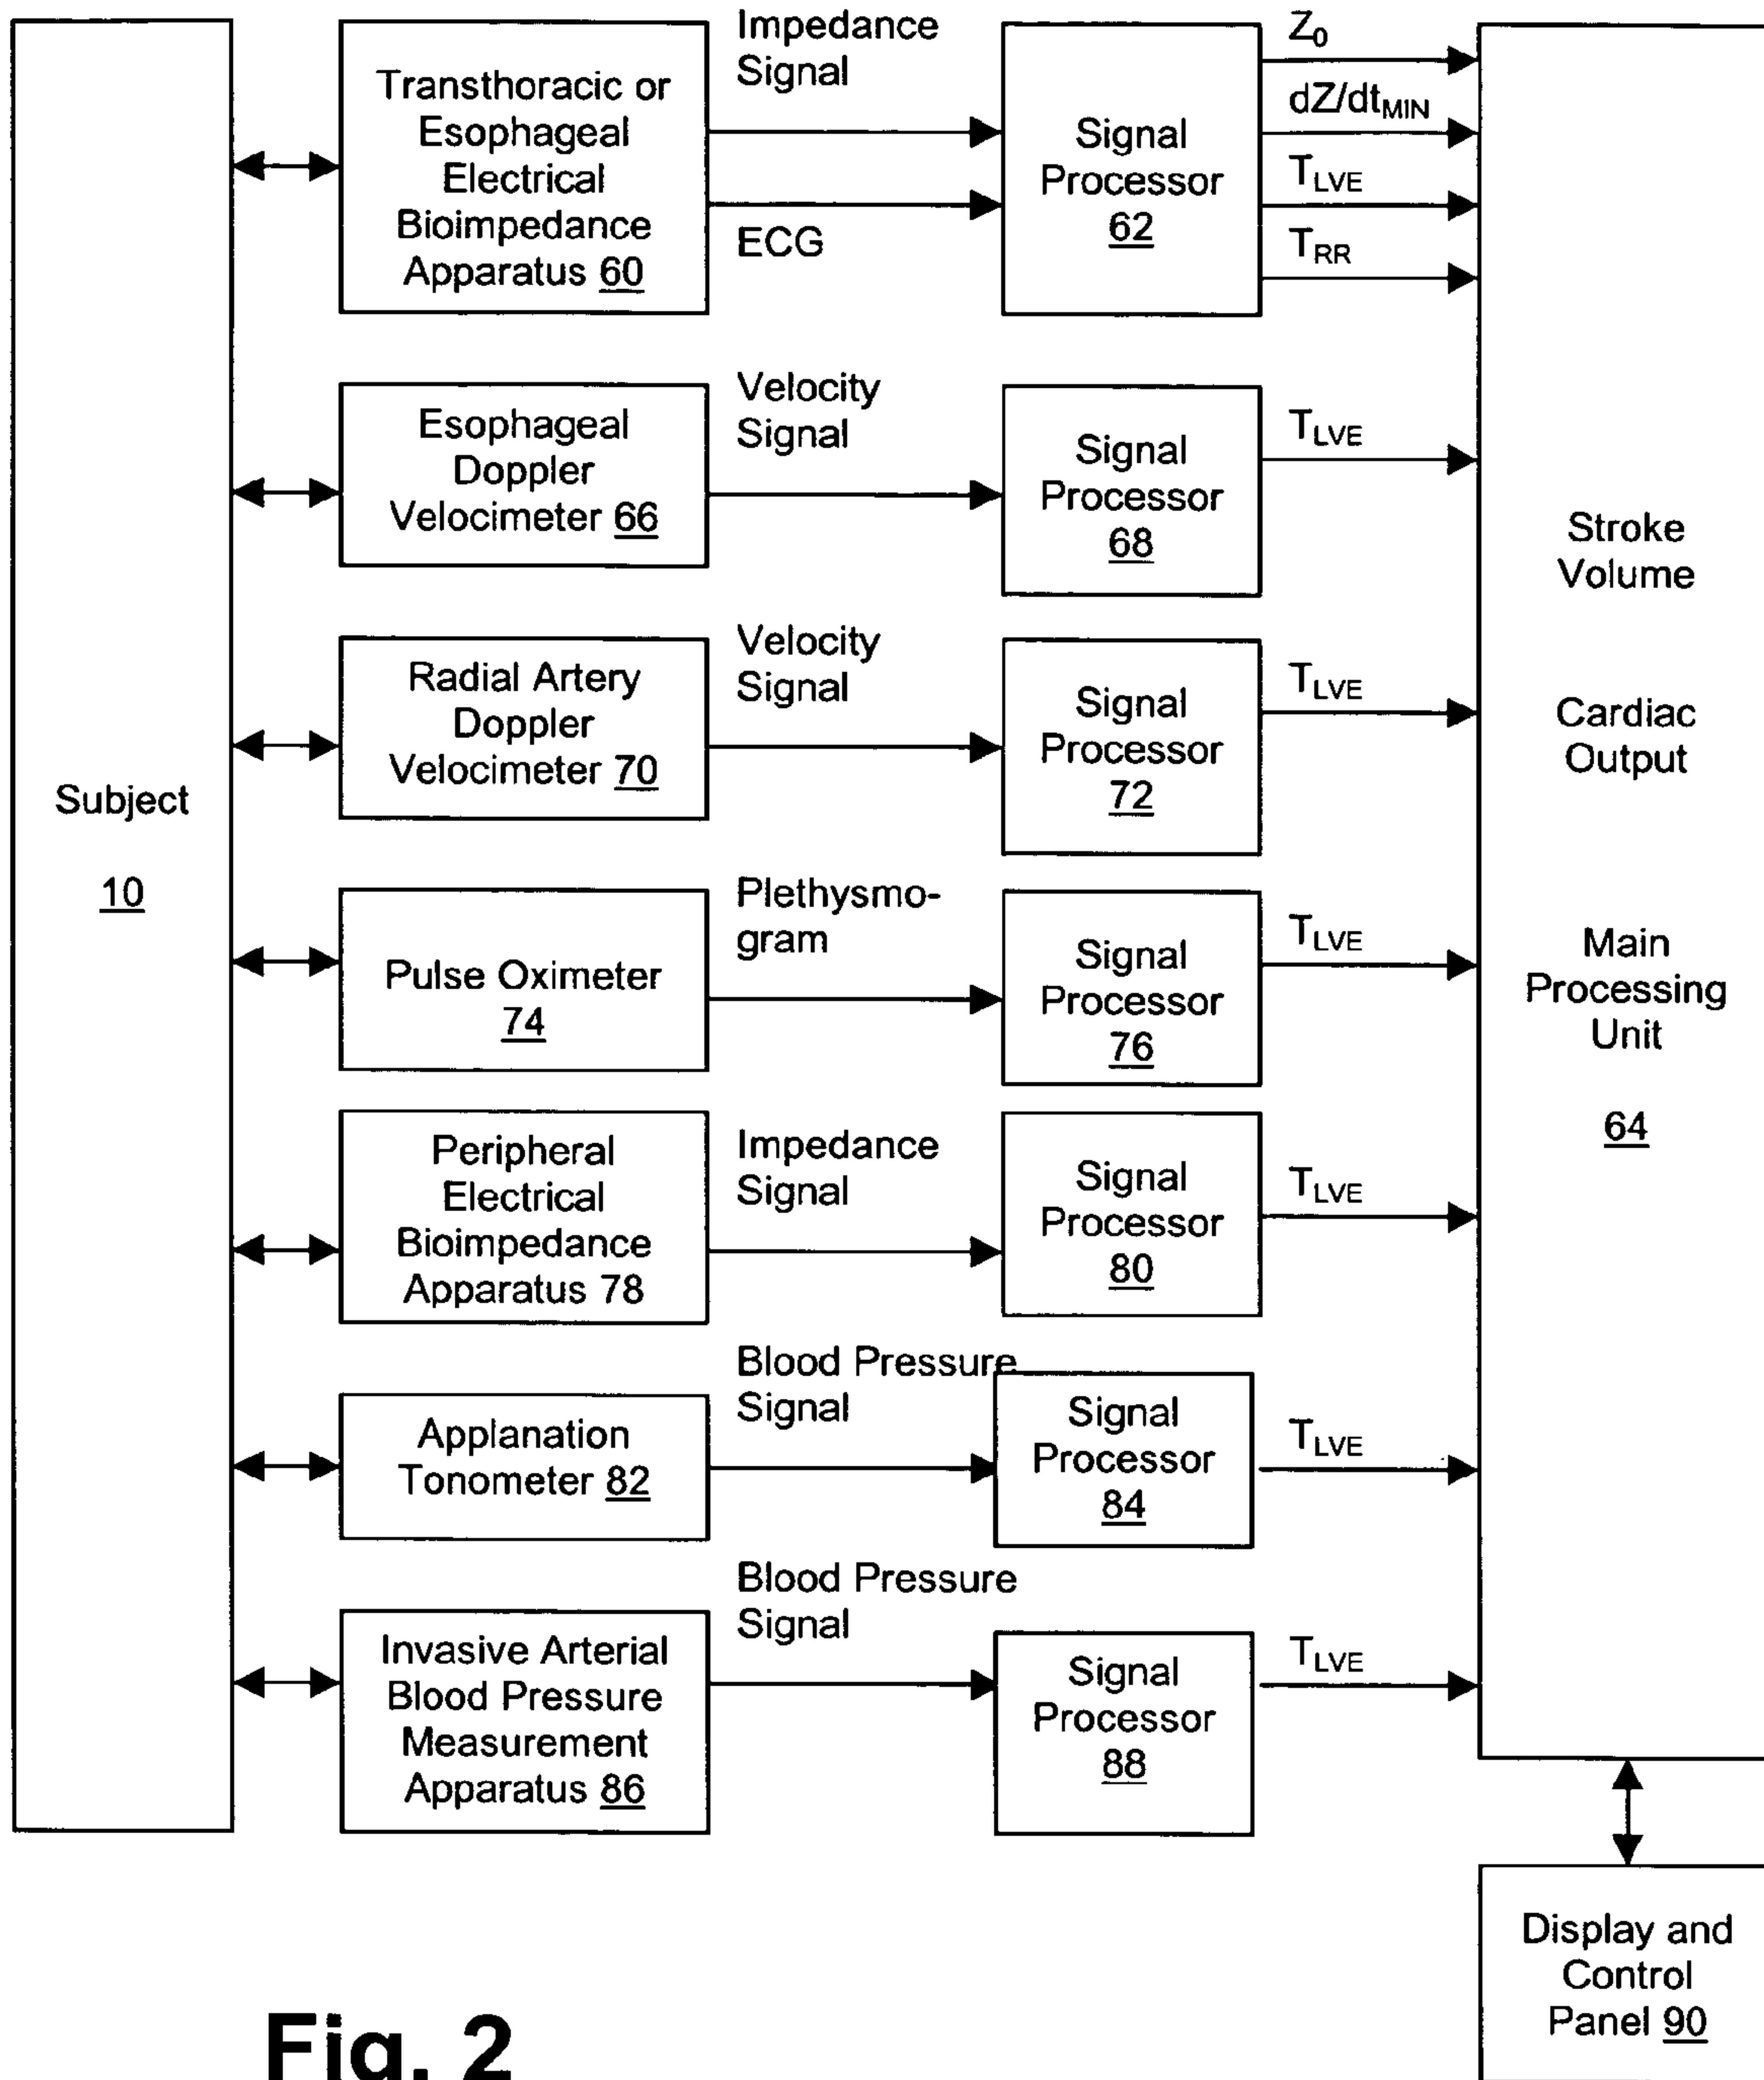 Subject
10
Transthoracic or
Esophageal
Electrical
Bioimpedance
Apparatus 60
Impedance
Signal
ECG
Signal
Processor
62
Z0
dZ/dtMIN
TLVE
TRR
Esophageal
Doppler
Velocimeter 66
Velocity
Signal
Signal
Processor
68
TLVE
Radial Artery
Doppler
Velocimeter 70
Velocity
Signal
Signal
Processor
72
TLVE
Pulse Oximeter
74
Plethysmo-
gram
Signal
Processor
76
TLVE
Peripheral
Electrical
Bioimpedance
Apparatus 78
Impedance
Signal
Signal
Processor
80
TLVE
Applanation
Tonometer 82
Blood Pressure
Signal
Signal
Processor
84
TLVE
Invasive Arterial
Blood Pressure
Measurement
Apparatus 86
Blood Pressure
Signal
Signal
Processor
88
TLVE
Stroke
Volume
Cardiac
Output
Main
Processing
Unit
64
Display and
Control
Panel 90
Fig. 2